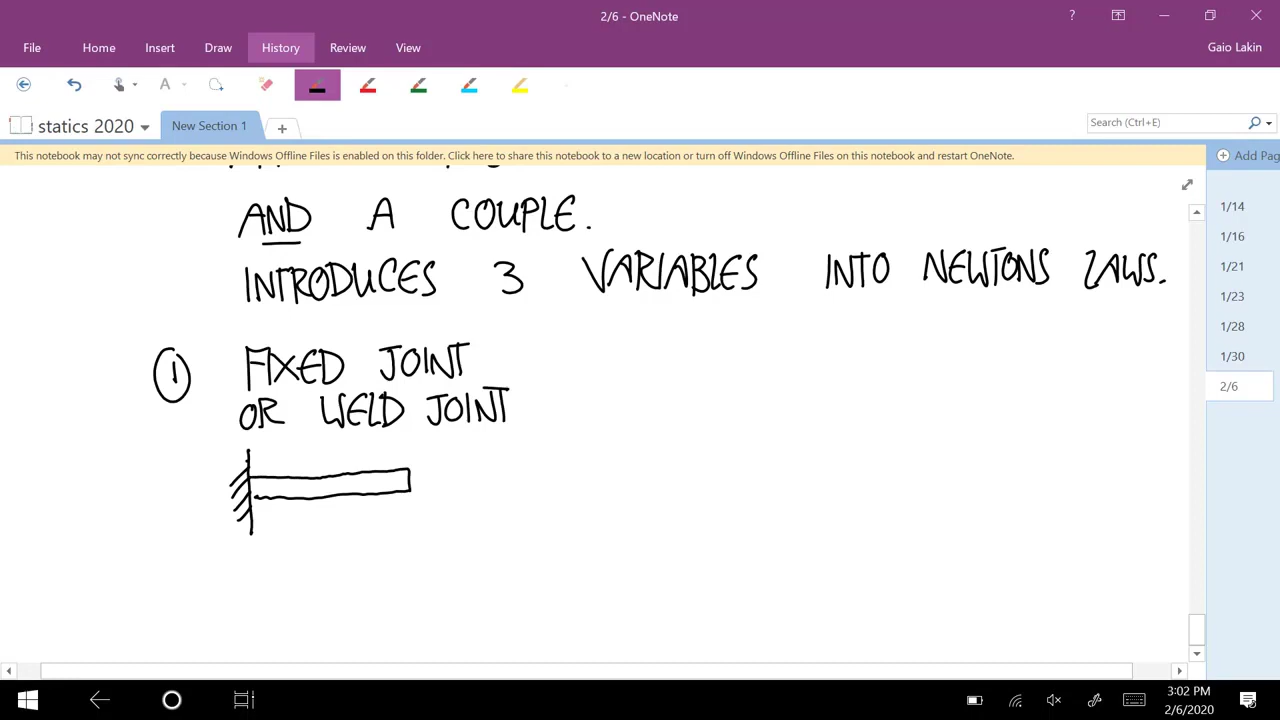 2/6 - OneNote
?
File
Home
Insert
Draw
History
Review
View
Gaio Lakin
statics 2020
New Section 1
Search (Ctrl+E)
This notebook may not sync correctly because Windows Offline Files is enabled on this folder. Click here to share this notebook to a new location or turn off Windows Offline Files on this notebook and restart OneNote.
Add Pag
1/14
1/16
1/21
1/23
1/28
1/30
2/6
AND A COUPLE.
INTRODUCES 3 VARIABLES INTO NEWTONS LAWS.
1 FIXED JOINT
OR WELD JOINT
3:02 PM
2/6/2020